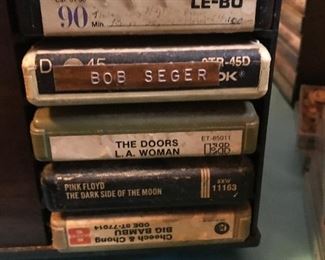 LE-BO
90
Min.
D 45 8TR-45D
BOB SEGER
THE DOORS
L.A. WOMAN
ET-85011
PINK FLOYD
THE DARK SIDE OF THE MOON
8XW
11163
Cheech & Chong
BIG BAMBU
ODE 8T-77014